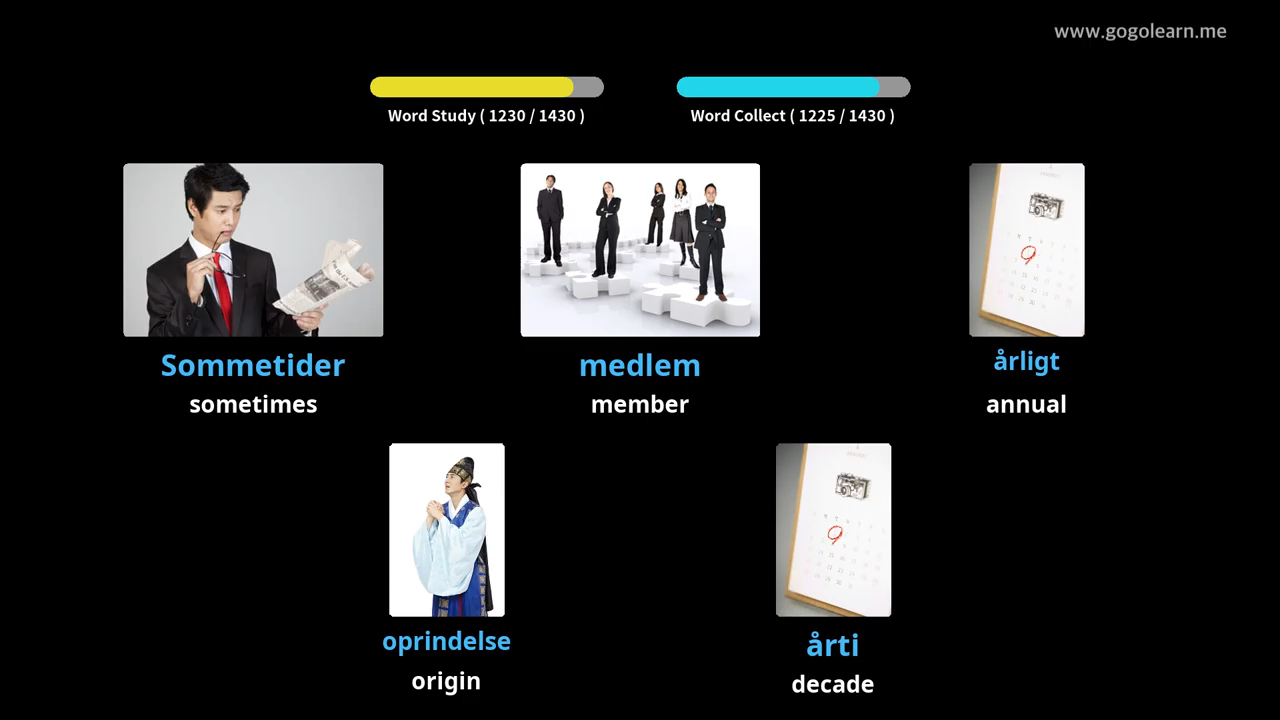 www.gogolearn.me
Word Study ( 1230 / 1430 )
Word Collect ( 1225 / 1430 )
Sommetider
sometimes
medlem
member
årligt
annual
oprindelse
origin
årti
decade